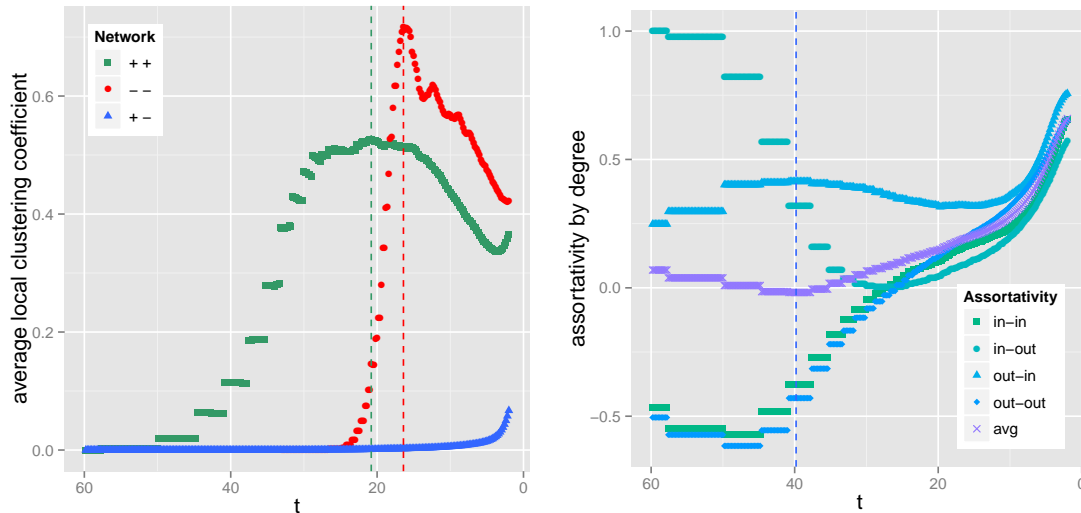 average local clustering coefficient
0.6
0.4
0.2
0.0
60
40
20
0
t
Network
+ +
− −
+ −
assortativity by degree
1.0
0.5
0.0
−0.5
60
40
20
0
t
Assortativity
in−in
in−out
out−in
out−out
avg